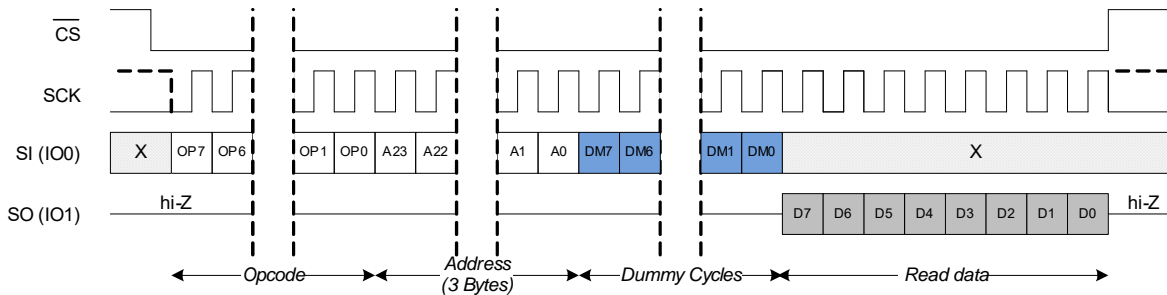 CS
SCK
SI (IO0) X OP7 OP6 OP1 OP0 A23 A22 A1 A0 DM7 DM6 DM1 DM0 X
hi-Z hi-Z
SO (IO1) D7 D6 D5 D4 D3 D2 D1 D0
Opcode Address Dummy Cycles Read data
(3 Bytes)